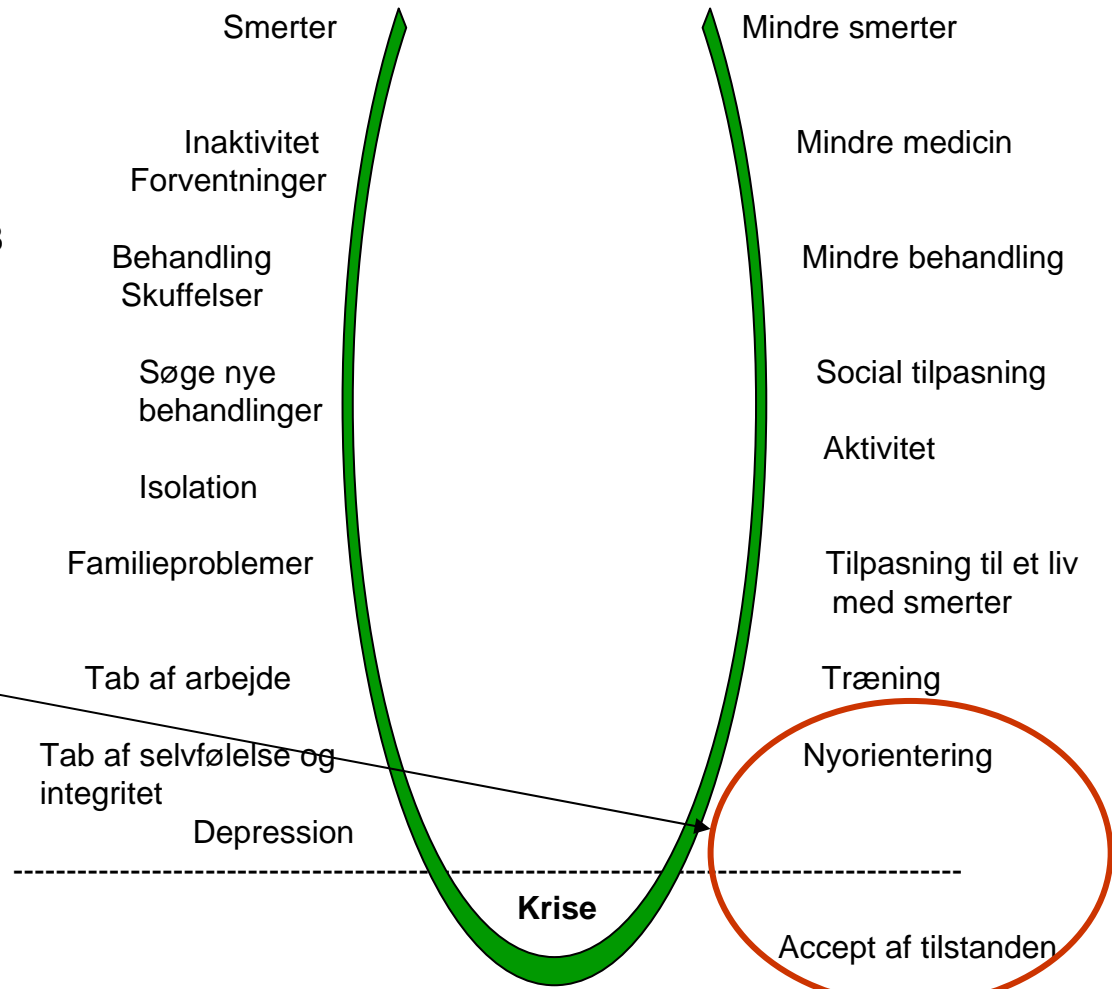 Smerter
Inaktivitet
Forventninger
Behandling
Skuffelser
Søge nye
behandlinger
Isolation
Familieproblemer
Tab af arbejde
Tab af selvfølelse og
integritet
Depression
Krise
Mindre smerter
Mindre medicin
Mindre behandling
Social tilpasning
Aktivitet
Tilpasning til et liv
med smerter
Træning
Nyorientering
Accept af tilstanden